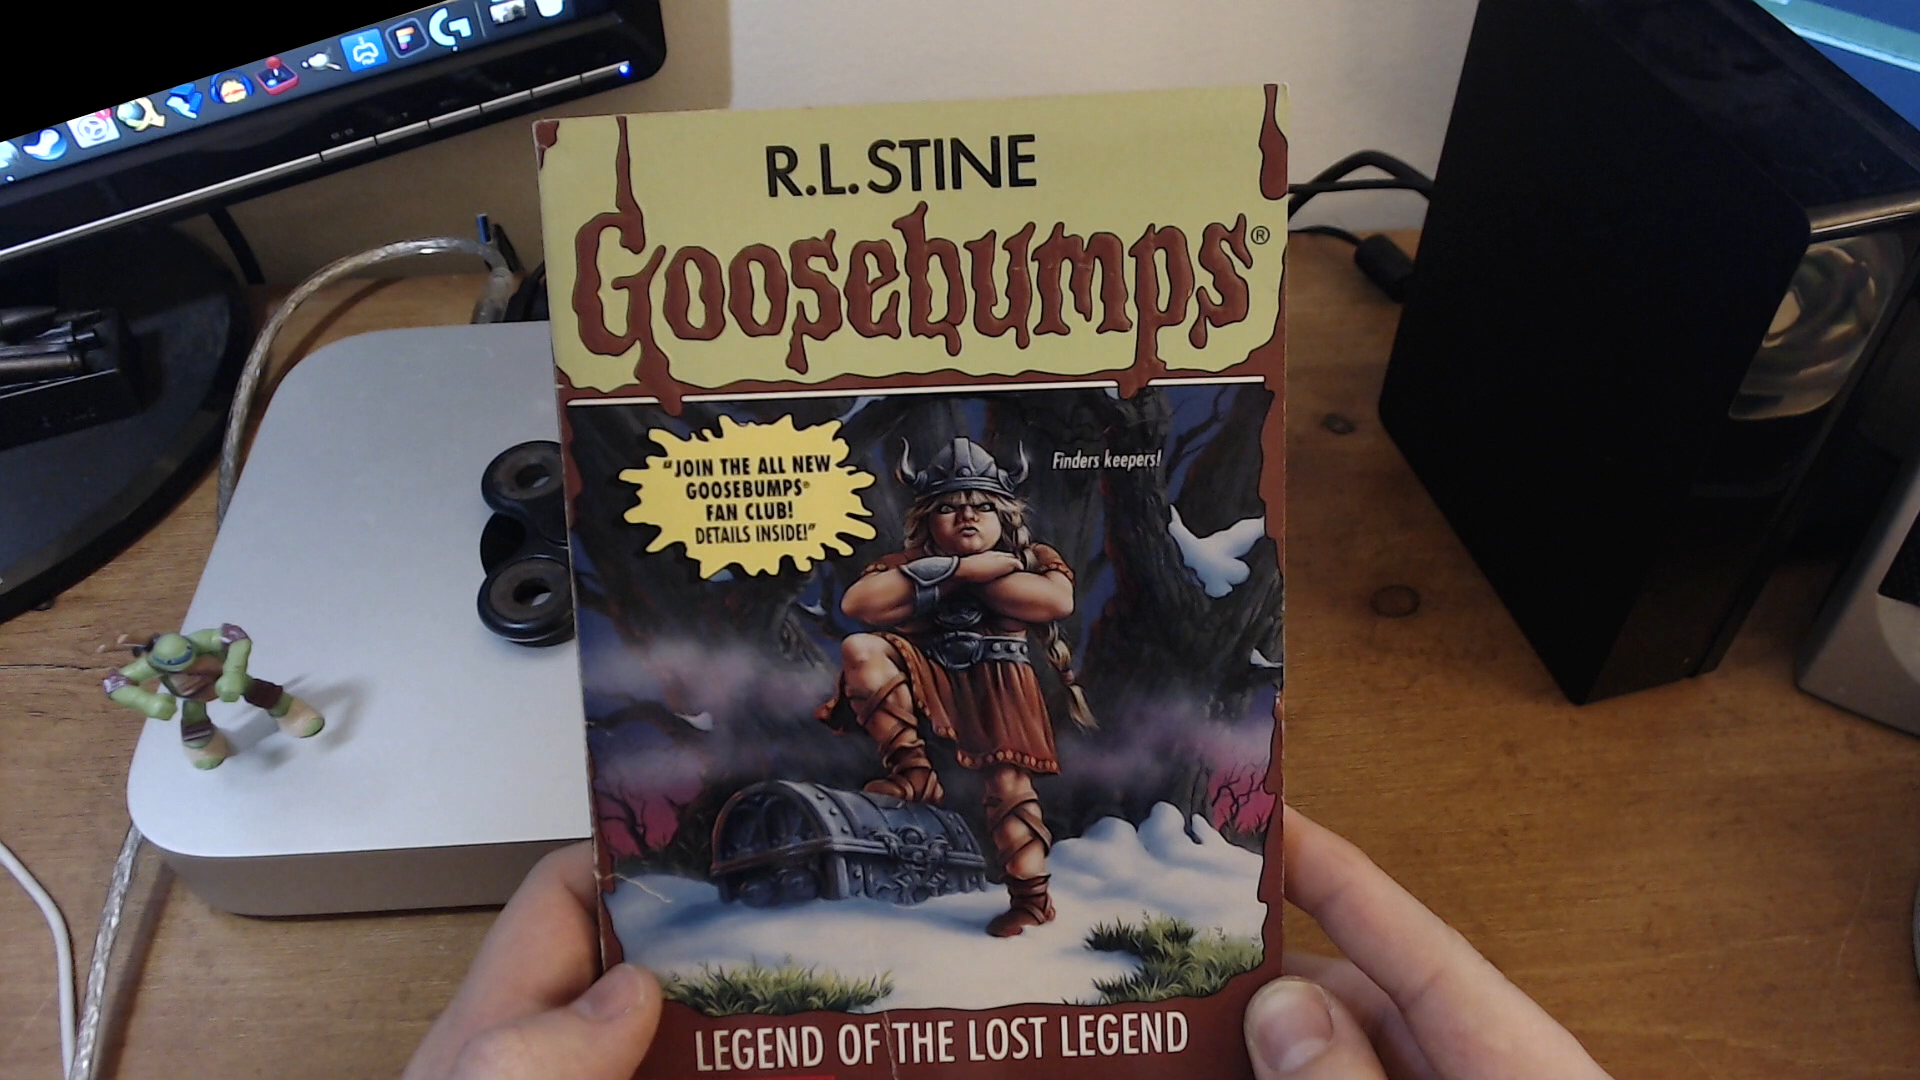 R.L. STINE
Goosebumps®
"JOIN THE ALL NEW
GOOSEBUMPS®
FAN CLUB!
DETAILS INSIDE!"
Finders keepers!
LEGEND OF THE LOST LEGEND